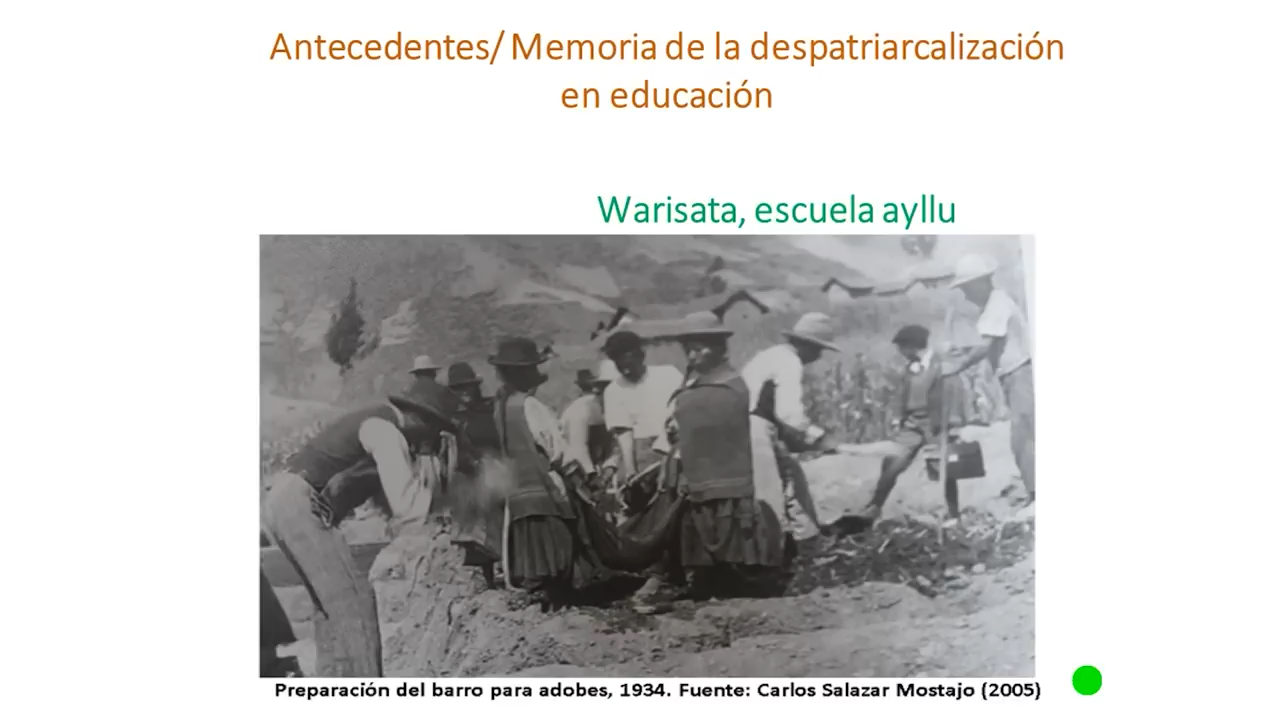 Antecedentes/ Memoria de la despatriarcalización
en educación
Warisata, escuela ayllu
Preparación del barro para adobes, 1934. Fuente: Carlos Salazar Mostajo (2005)